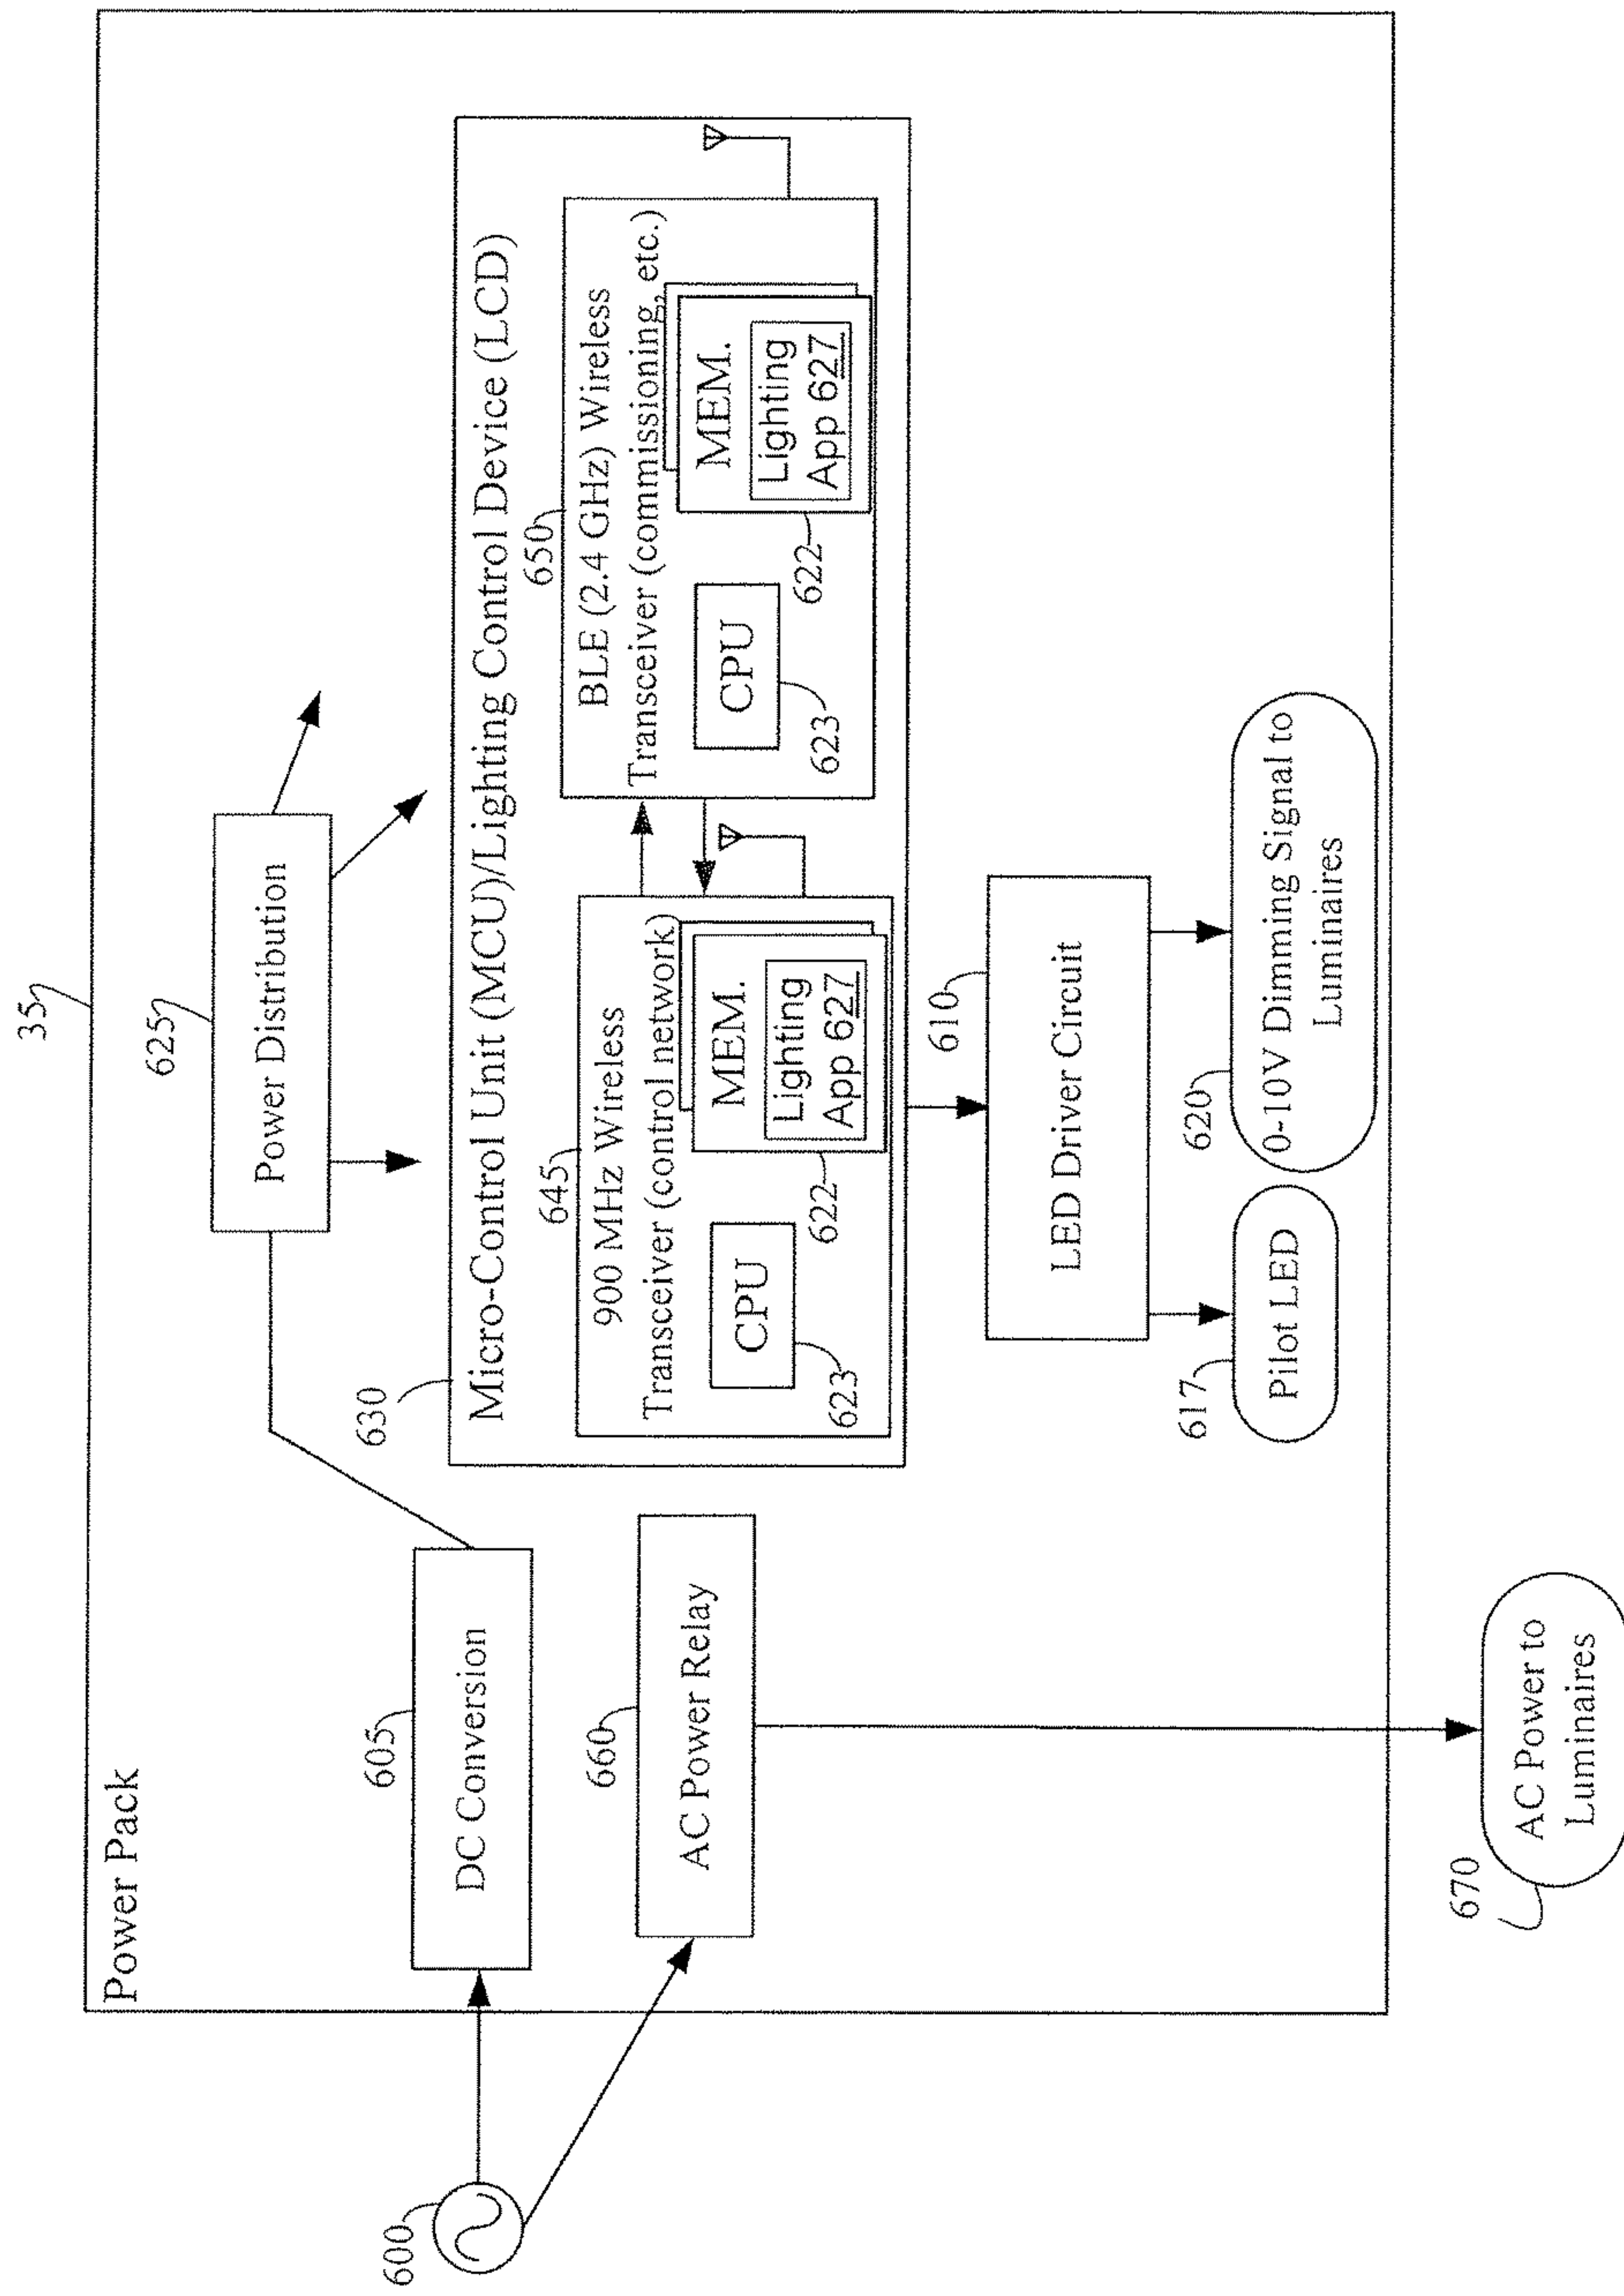 35
Power Pack
625
Power Distribution
630
Micro-Control Unit (MCU)/Lighting Control Device (LCD)
605
DC Conversion
645
900 MHz Wireless
Transceiver (control network)
CPU
623
MEM.
Lighting
App 627
622
650
BLE (2.4 GHz) Wireless
Transceiver (commissioning, etc.)
CPU
623
MEM.
Lighting
App 627
622
600
660
AC Power Relay
610
LED Driver Circuit
617
Pilot LED
620
0-10V Dimming Signal to
Luminaires
670
AC Power to
Luminaires